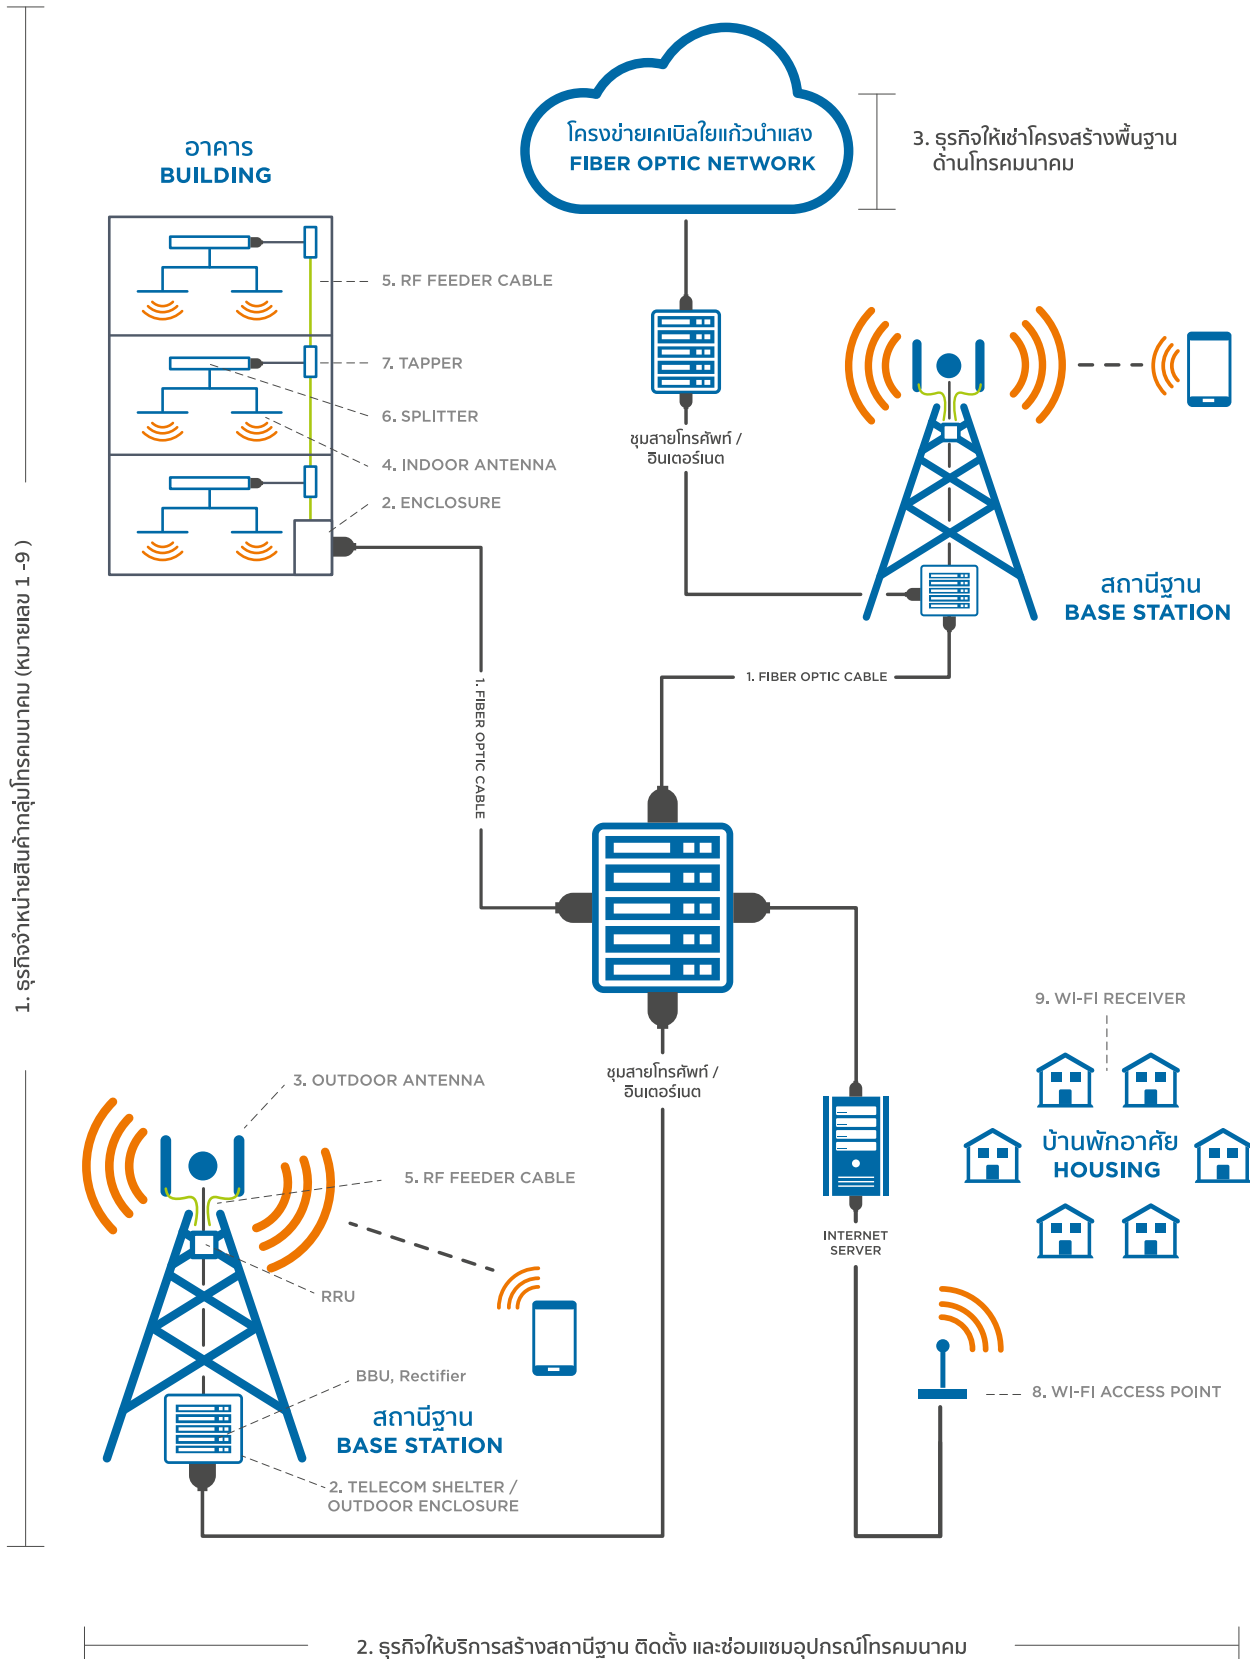 โครงข่ายเคเบิลใยแก้วนำแสง
FIBER OPTIC NETWORK
3. ธุรกิจให้เช่าโครงสร้างพื้นฐาน
ด้านโทรคมนาคม
อาคาร
BUILDING
5. RF FEEDER CABLE
7. TAPPER
6. SPLITTER
4. INDOOR ANTENNA
2. ENCLOSURE
ชุมสายโทรศัพท์ /
อินเตอร์เนต
สถานีฐาน
BASE STATION
1. FIBER OPTIC CABLE
1. FIBER OPTIC CABLE
1. ธุรกิจจำหน่ายสินค้ากลุ่มโทรคมนาคม (หมายเลข 1 -9 )
ชุมสายโทรศัพท์ /
อินเตอร์เนต
9. WI-FI RECEIVER
บ้านพักอาศัย
HOUSING
3. OUTDOOR ANTENNA
5. RF FEEDER CABLE
INTERNET
SERVER
RRU
BBU, Rectifier
8. WI-FI ACCESS POINT
สถานีฐาน
BASE STATION
2. TELECOM SHELTER /
OUTDOOR ENCLOSURE
2. ธุรกิจให้บริการสร้างสถานีฐาน ติดตั้ง และซ่อมแซมอุปกรณ์โทรคมนาคม